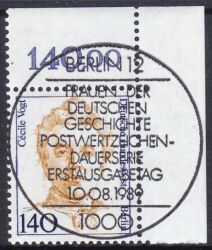 140,00
BERLIN 12
FRAUEN DER
DEUTSCHEN
GESCHICHTE
POSTWERTZEICHEN-
DAUERSERIE
ERSTAUSGABETAG
10.08.1989
1000
Cécile Vogt
140